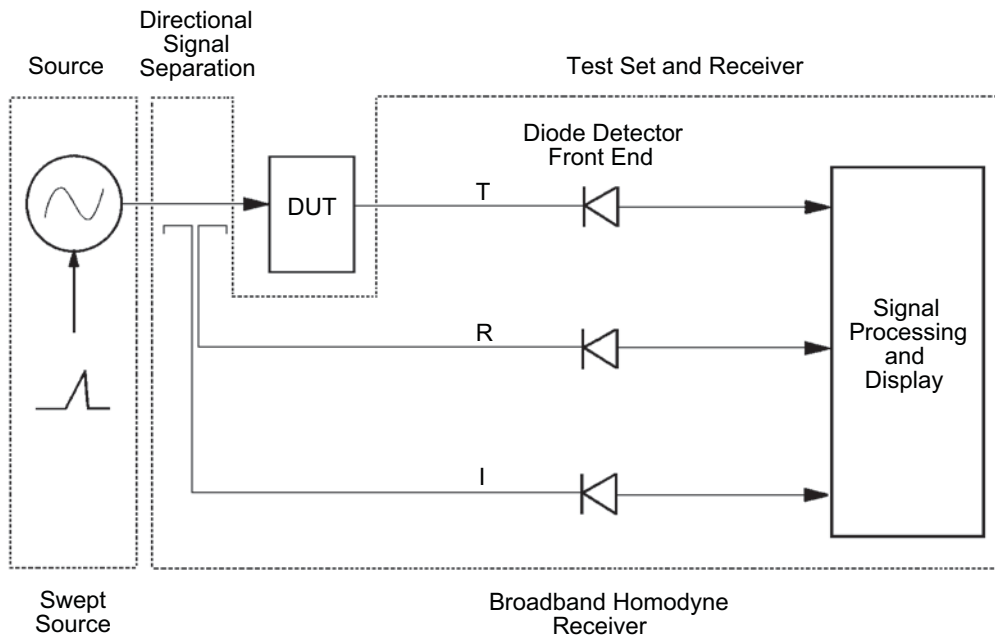 Directional
Signal
Separation
Source
Test Set and Receiver
Diode Detector
Front End
DUT
T
R
I
Signal
Processing
and
Display
Swept
Source
Broadband Homodyne
Receiver